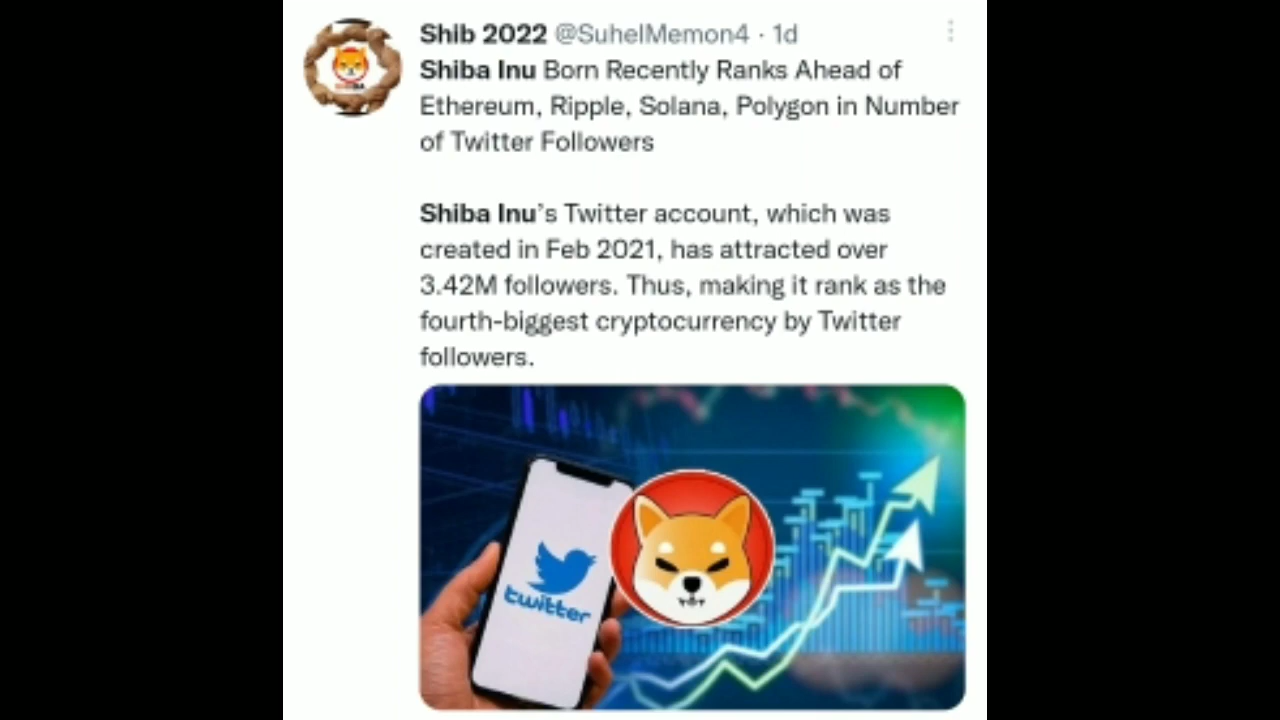 Shib 2022 @SuhelMemon4 · 1d
Shiba Inu Born Recently Ranks Ahead of
Ethereum, Ripple, Solana, Polygon in Number
of Twitter Followers
Shiba Inu's Twitter account, which was
created in Feb 2021, has attracted over
3.42M followers. Thus, making it rank as the
fourth-biggest cryptocurrency by Twitter
followers.
twitter